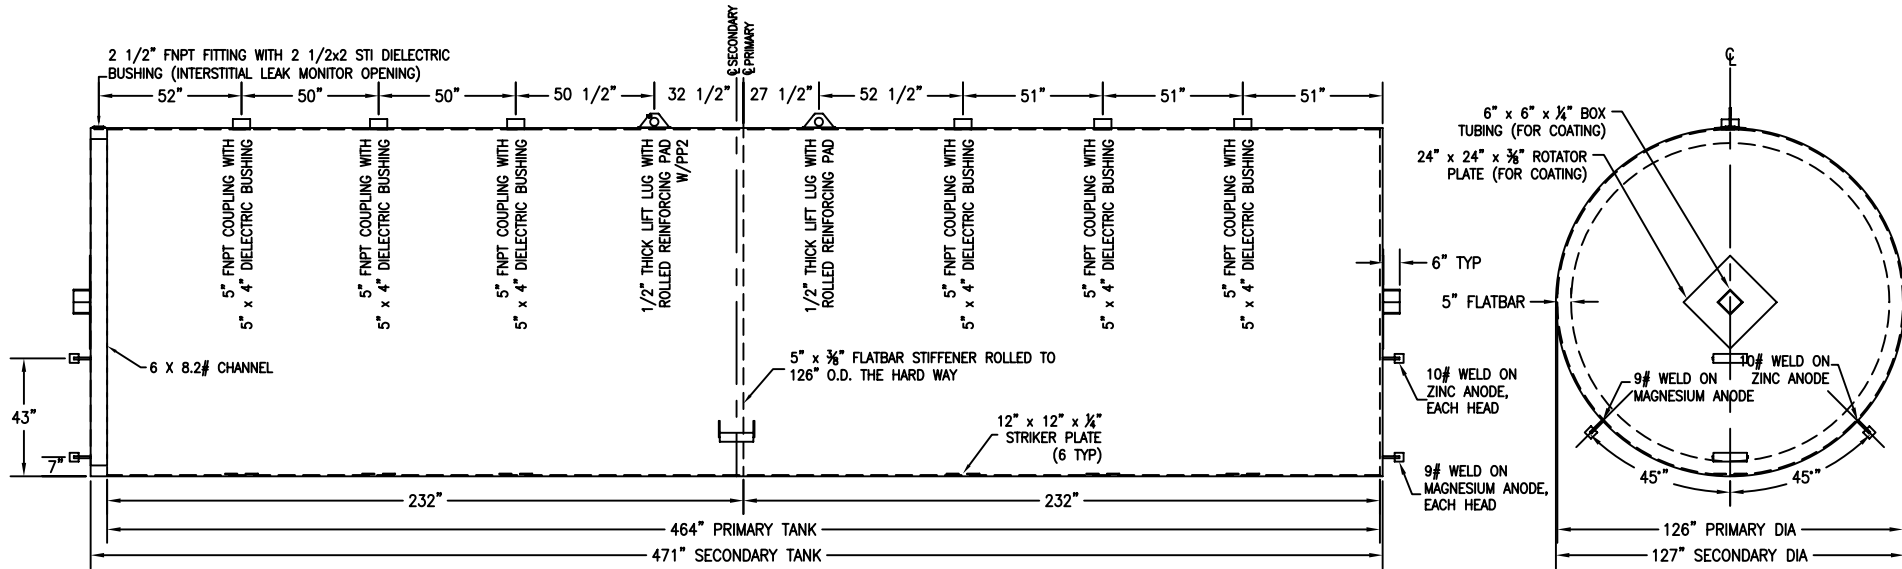 2 1/2" FNPT FITTING WITH 2 1/2x2 STI DIELECTRIC
BUSHING (INTERSTITIAL LEAK MONITOR OPENING)
℄ SECONDARY
℄ PRIMARY
52"
50"
50"
50 1/2"
32 1/2"
27 1/2"
52 1/2"
51"
51"
51"
5" FNPT COUPLING WITH
5" x 4" DIELECTRIC BUSHING
5" FNPT COUPLING WITH
5" x 4" DIELECTRIC BUSHING
5" FNPT COUPLING WITH
5" x 4" DIELECTRIC BUSHING
1/2" THICK LIFT LUG WITH
ROLLED REINFORCING PAD
W/PP2
1/2" THICK LIFT LUG WITH
ROLLED REINFORCING PAD
5" FNPT COUPLING WITH
5" x 4" DIELECTRIC BUSHING
5" FNPT COUPLING WITH
5" x 4" DIELECTRIC BUSHING
5" FNPT COUPLING WITH
5" x 4" DIELECTRIC BUSHING
6 X 8.2# CHANNEL
5" x ⅜" FLATBAR STIFFENER ROLLED TO
126" O.D. THE HARD WAY
12" x 12" x ¼"
STRIKER PLATE
(6 TYP)
43"
7"
6" TYP
10# WELD ON
ZINC ANODE,
EACH HEAD
9# WELD ON
MAGNESIUM ANODE,
EACH HEAD
232"
232"
464" PRIMARY TANK
471" SECONDARY TANK
℄
6" x 6" x ¼" BOX
TUBING (FOR COATING)
24" x 24" x ⅜" ROTATOR
PLATE (FOR COATING)
5" FLATBAR
10# WELD ON
ZINC ANODE
9# WELD ON
MAGNESIUM ANODE
45°"
45°"
126" PRIMARY DIA
127" SECONDARY DIA